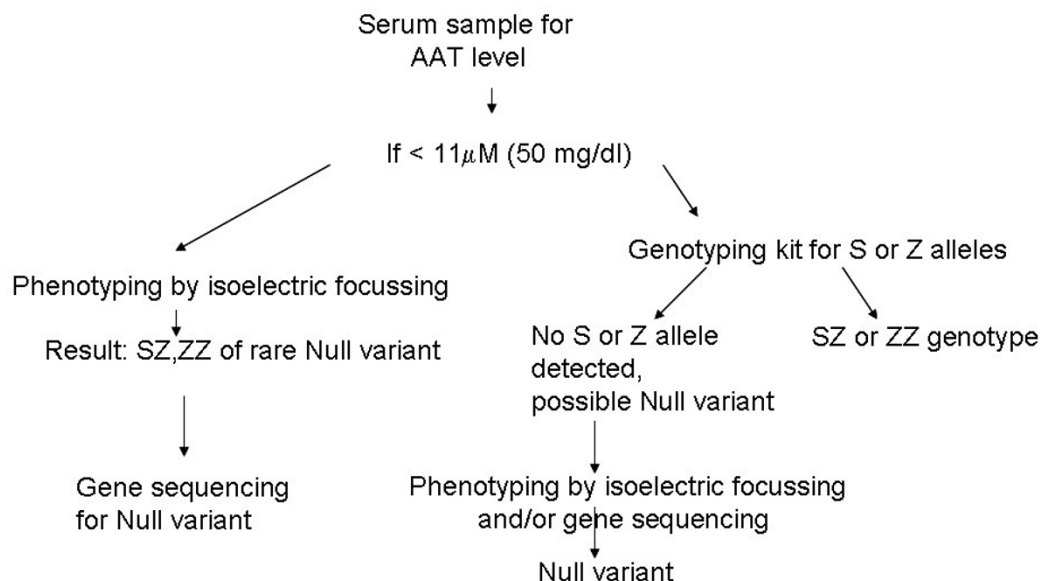 Serum sample for
AAT level
If < 11μM (50 mg/dl)
Genotyping kit for S or Z alleles
Phenotyping by isoelectric focussing
Result: SZ,ZZ of rare Null variant
No S or Z allele
detected,
possible Null variant
SZ or ZZ genotype
Gene sequencing
for Null variant
Phenotyping by isoelectric focussing
and/or gene sequencing
Null variant